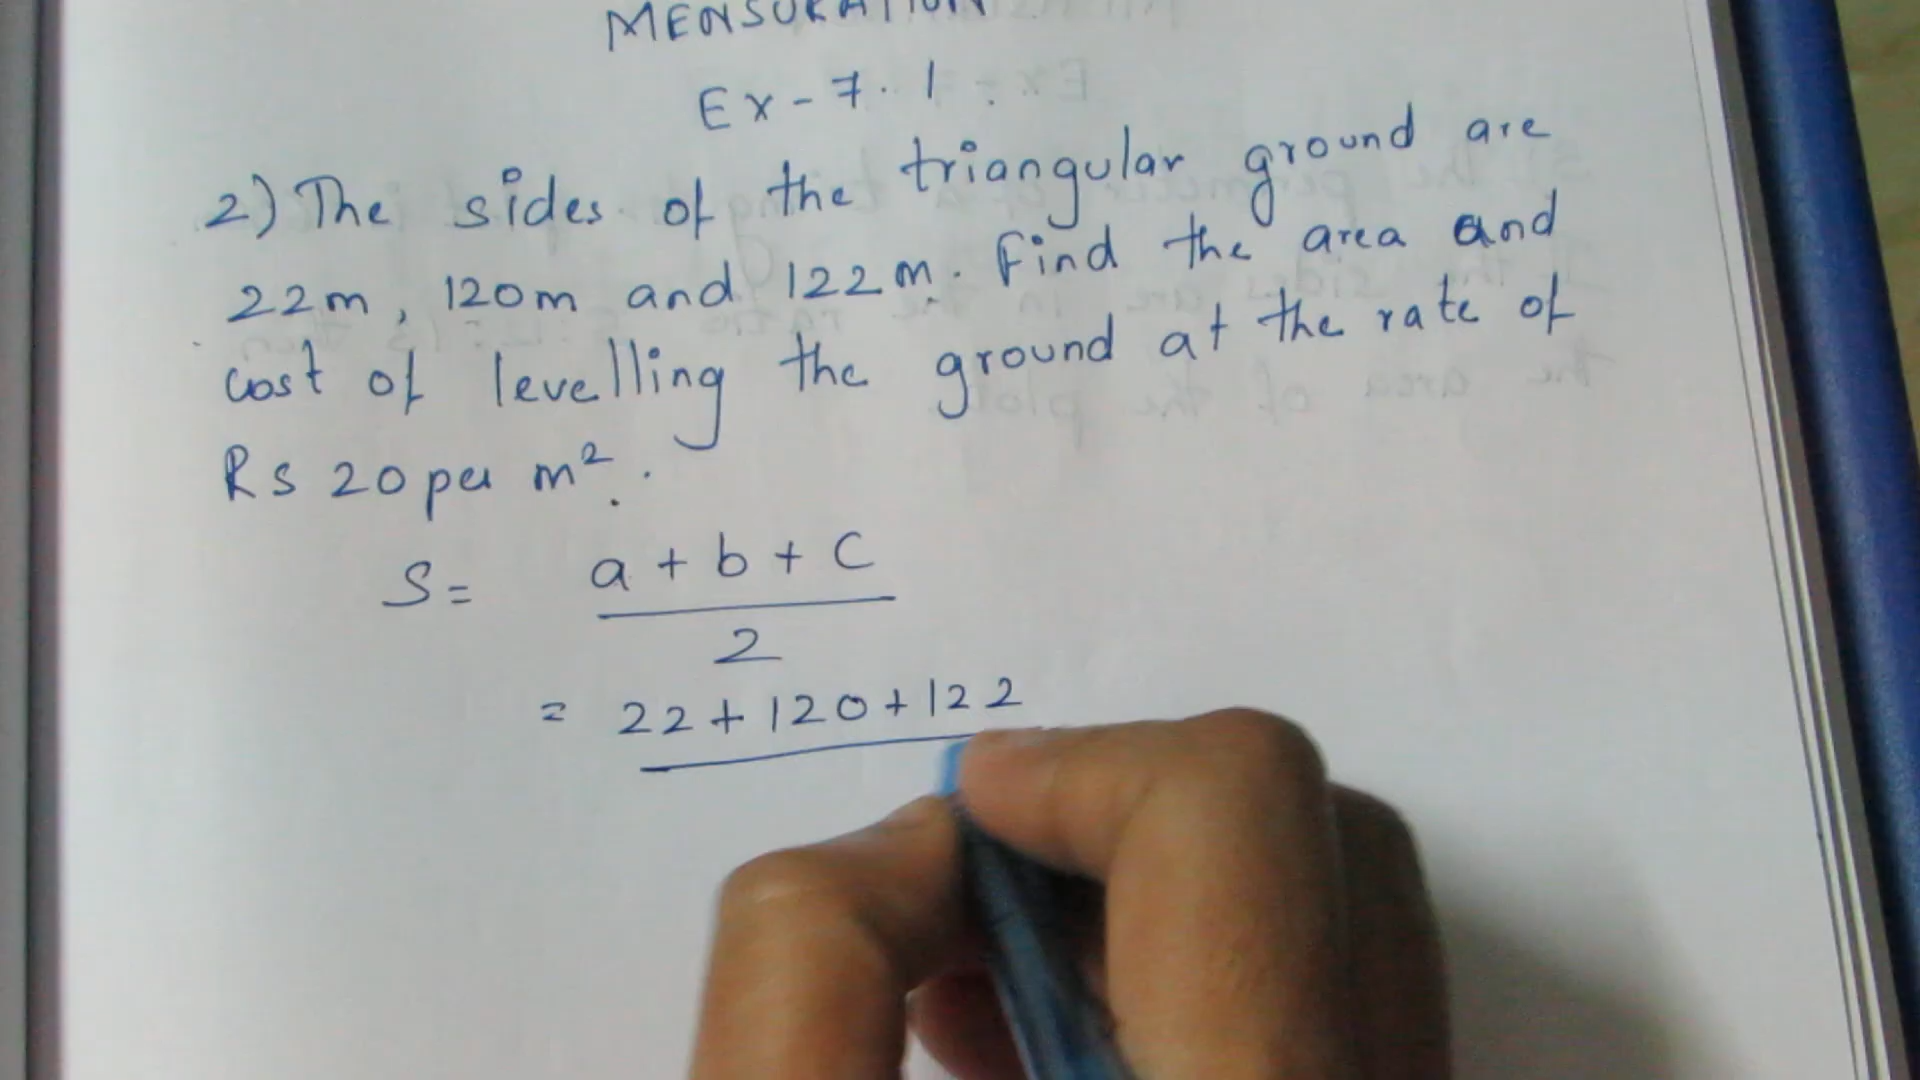 MENSURATION
Ex - 7.1
2) The sides of the triangular ground are
22m, 120m and 122m. Find the area and
cost of levelling the ground at the rate of
Rs 20 per m².
S = a + b + c
2
= 22 + 120 + 122